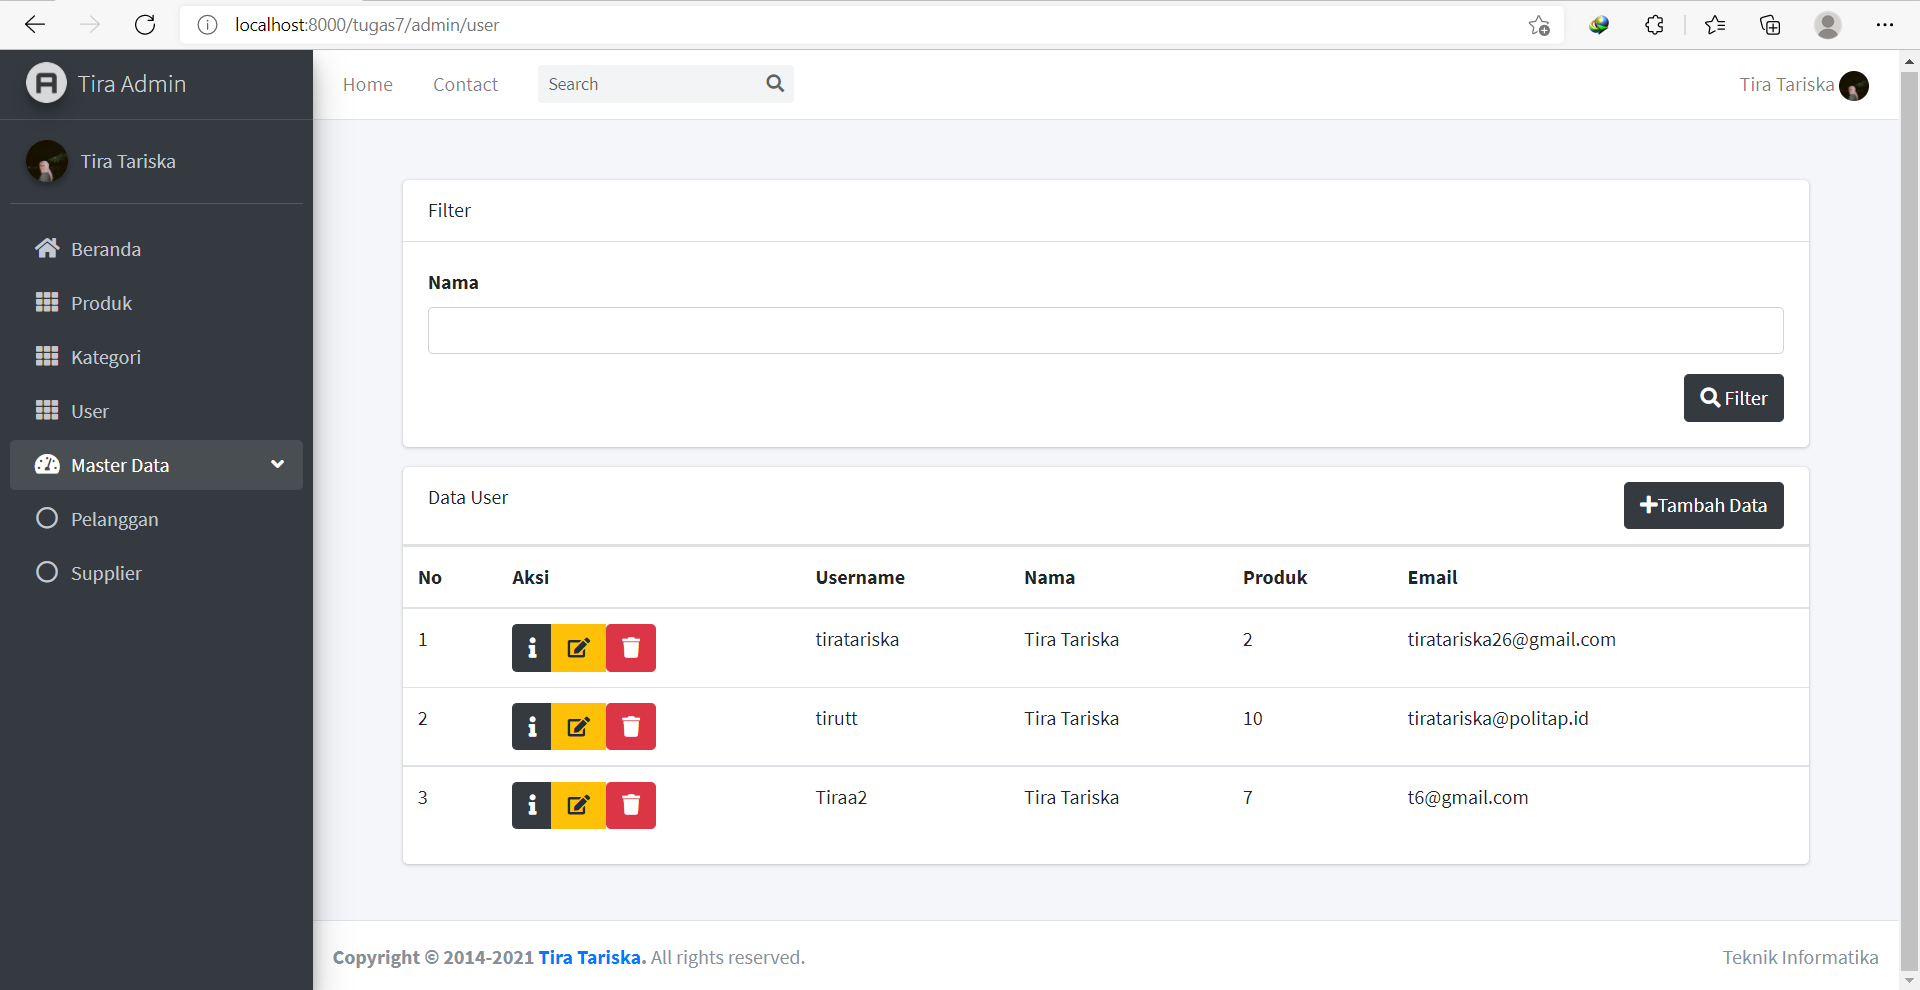 localhost:8000/tugas7/admin/user
Tira Admin
Home Contact Search Tira Tariska
Tira Tariska
Beranda
Produk
Kategori
User
Master Data
Pelanggan
Supplier
Filter
Nama
Filter
Data User Tambah Data
No Aksi Username Nama Produk Email
1 tiratariska Tira Tariska 2 tiratariska26@gmail.com
2 tirutt Tira Tariska 10 tiratariska@politap.id
3 Tiraa2 Tira Tariska 7 t6@gmail.com
Copyright © 2014-2021 Tira Tariska. All rights reserved. Teknik Informatika